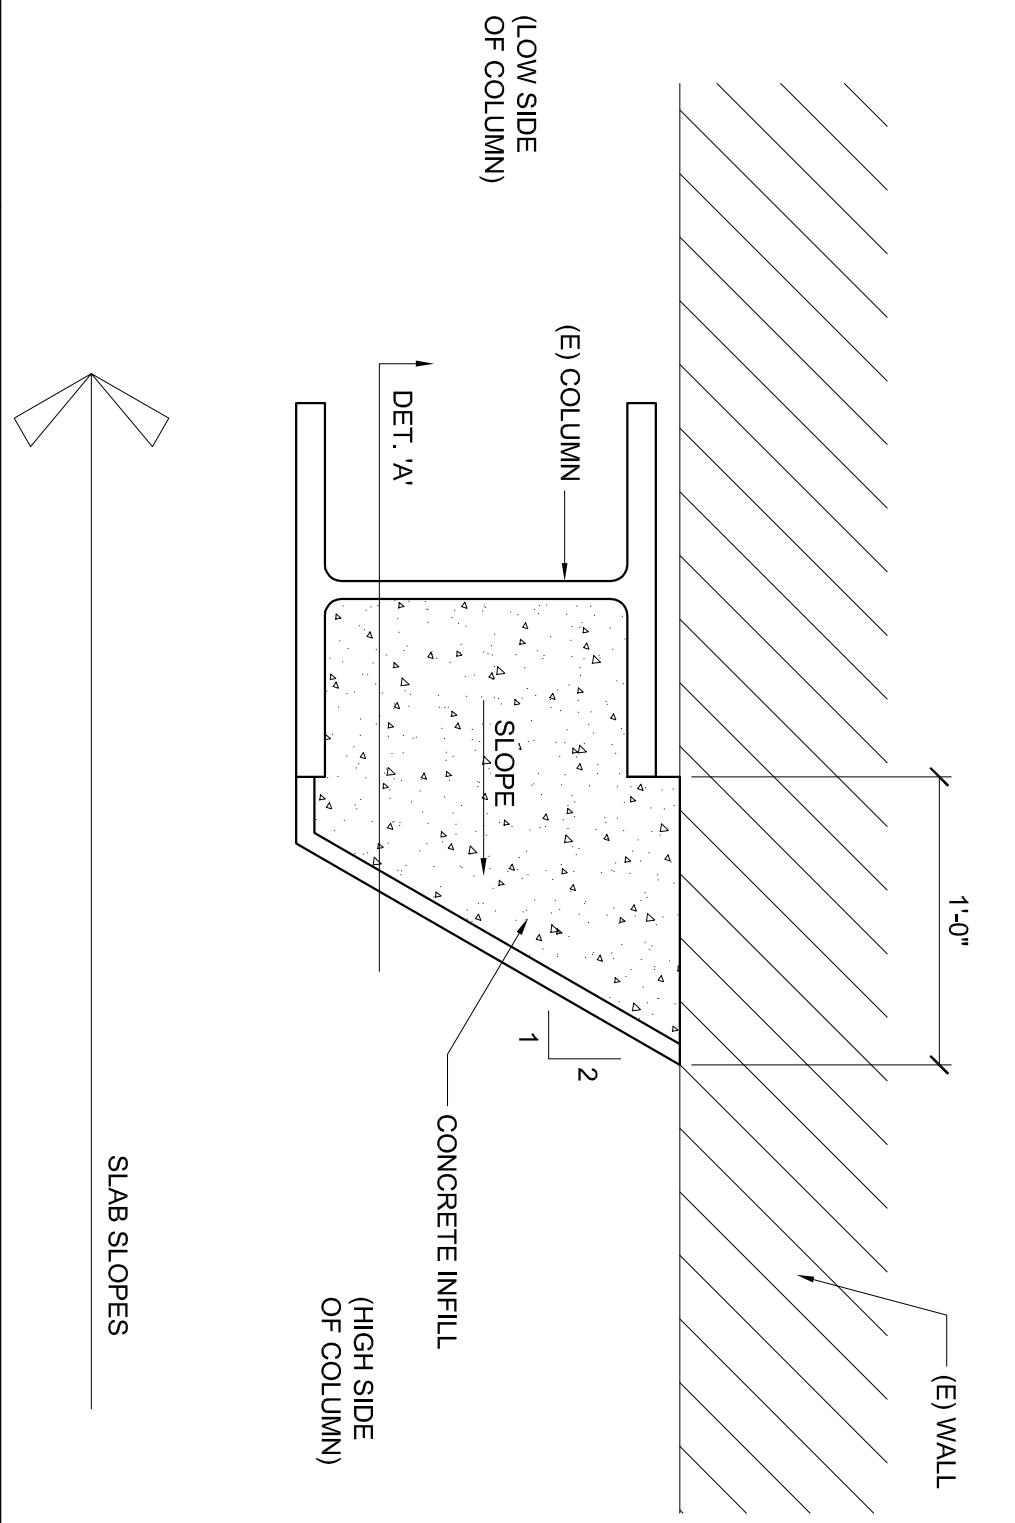 (E) WALL
1'-0"
(LOW SIDE
OF COLUMN)
(E) COLUMN
DET. 'A'
SLOPE
2
1
CONCRETE INFILL
(HIGH SIDE
OF COLUMN)
SLAB SLOPES